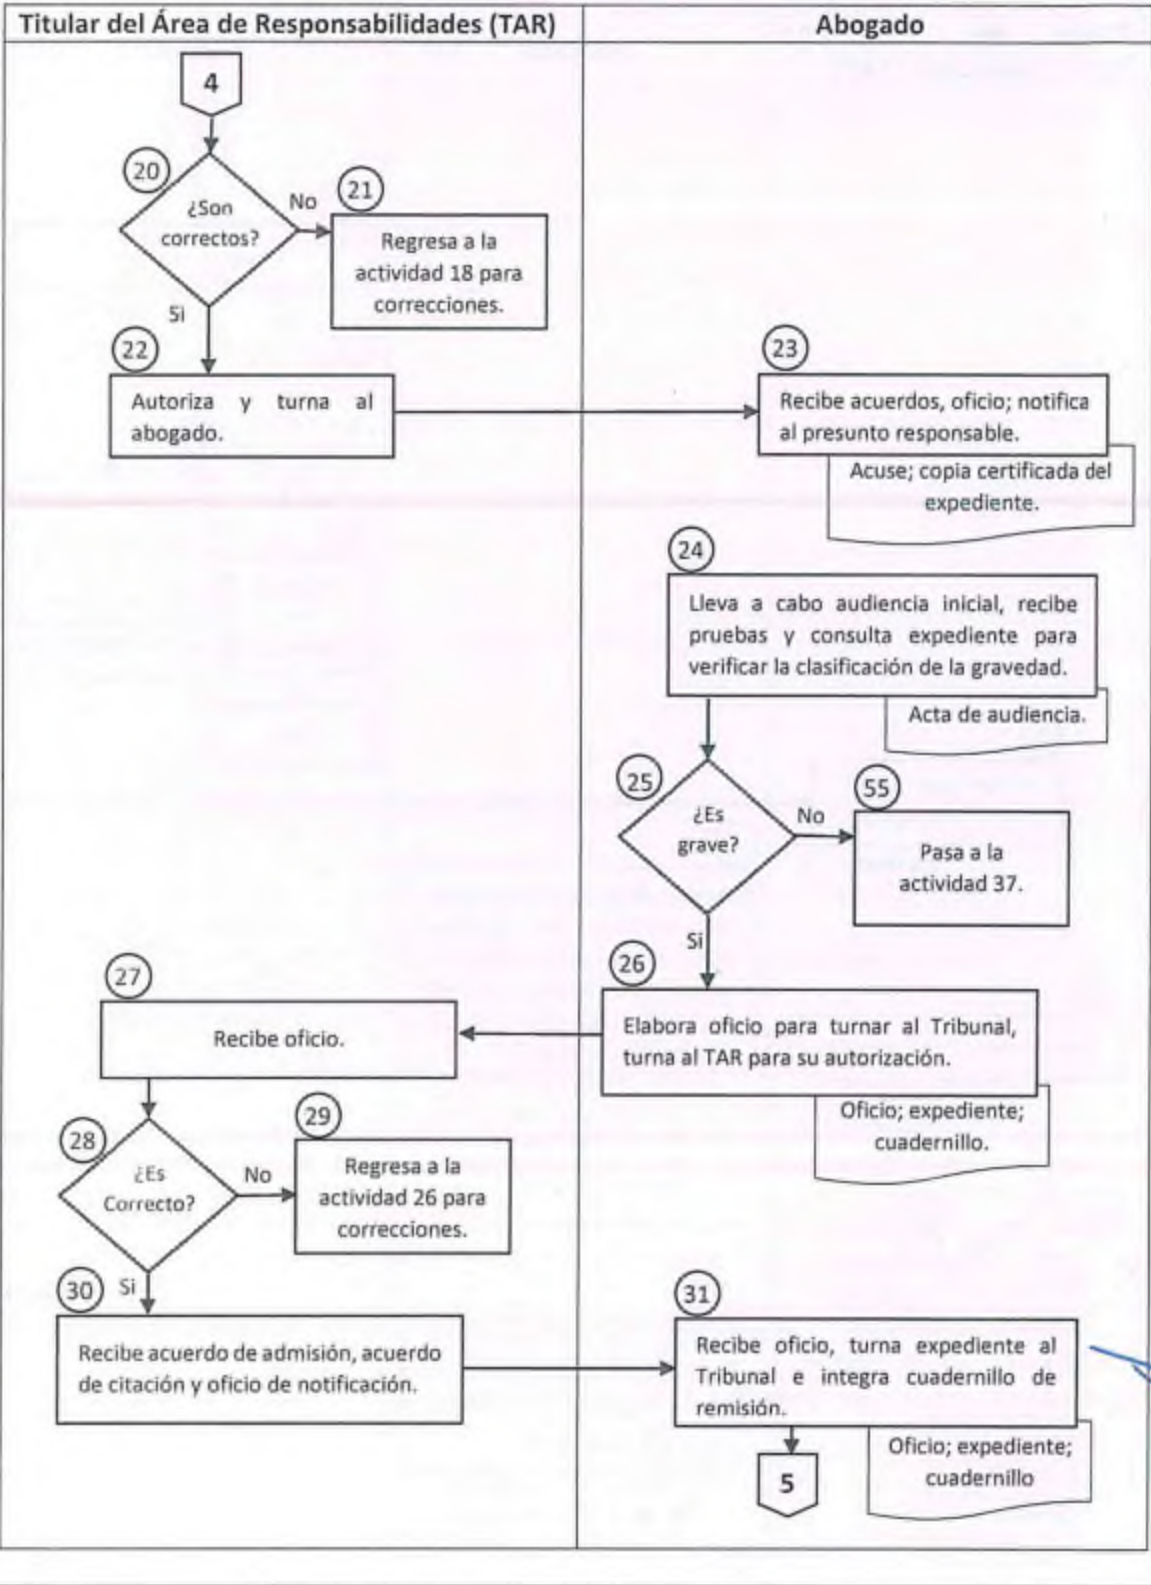 Titular del Área de Responsabilidades (TAR)
Abogado
4
20
¿Son
correctos?
No
21
Regresa a la
actividad 18 para
correcciones.
Si
22
Autoriza y turna al
abogado.
23
Recibe acuerdos, oficio; notifica
al presunto responsable.
Acuse; copia certificada del
expediente.
24
Lleva a cabo audiencia inicial, recibe
pruebas y consulta expediente para
verificar la clasificación de la gravedad.
Acta de audiencia.
25
¿Es
grave?
No
55
Pasa a la
actividad 37.
Si
26
Elabora oficio para turnar al Tribunal,
turna al TAR para su autorización.
Oficio; expediente;
cuadernillo.
27
Recibe oficio.
28
¿Es
Correcto?
No
29
Regresa a la
actividad 26 para
correcciones.
Si
30
Recibe acuerdo de admisión, acuerdo
de citación y oficio de notificación.
31
Recibe oficio, turna expediente al
Tribunal e integra cuadernillo de
remisión.
Oficio; expediente;
cuadernillo
5